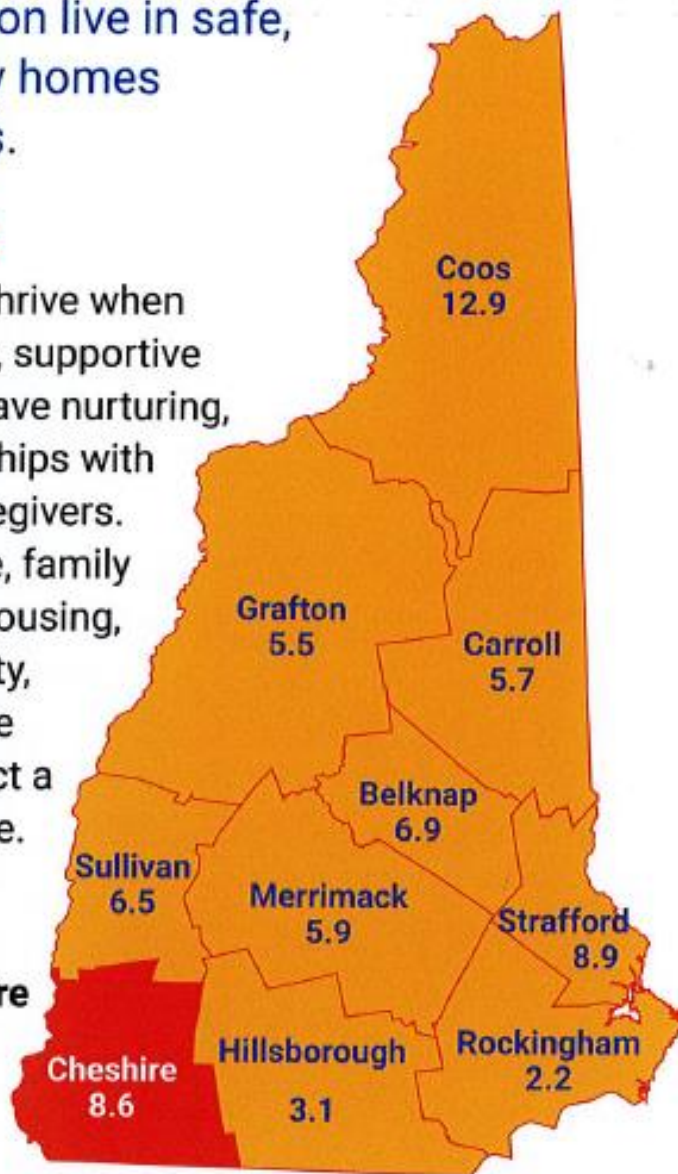 on live in safe,
homes
hrive when
, supportive
ave nurturing,
hips with
egivers.
e, family
ousing,
ty,
e
ct a
e.
re
Coos
12.9
Grafton
5.5
Carroll
5.7
Belknap
6.9
Sullivan
6.5
Merrimack
5.9
Strafford
8.9
Cheshire
8.6
Hillsborough
3.1
Rockingham
2.2